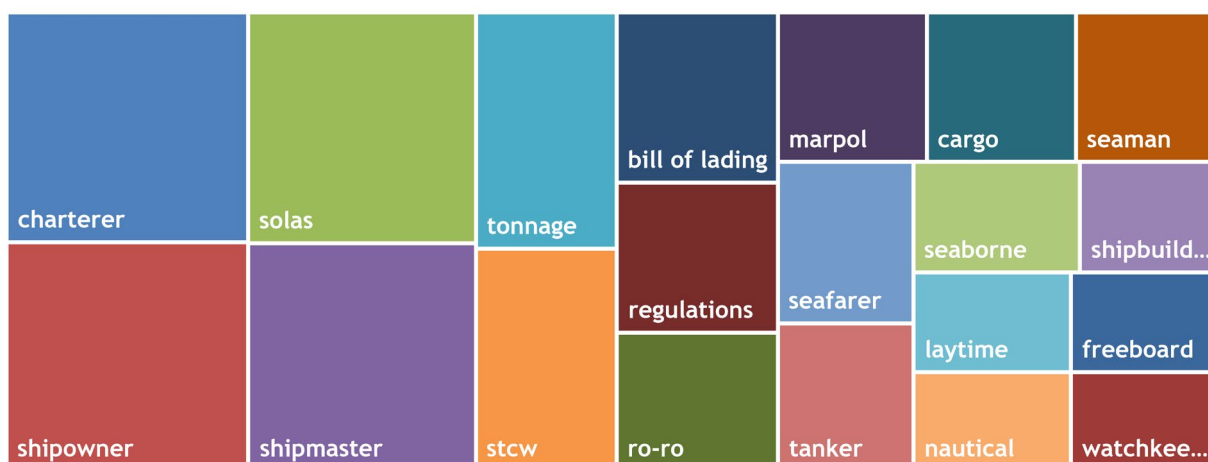 charterer
solas
tonnage
bill of lading
marpol
cargo
seaman
regulations
seafarer
seaborne
shipbuild...
laytime
freeboard
shipowner
shipmaster
stcw
ro-ro
tanker
nautical
watchkee...